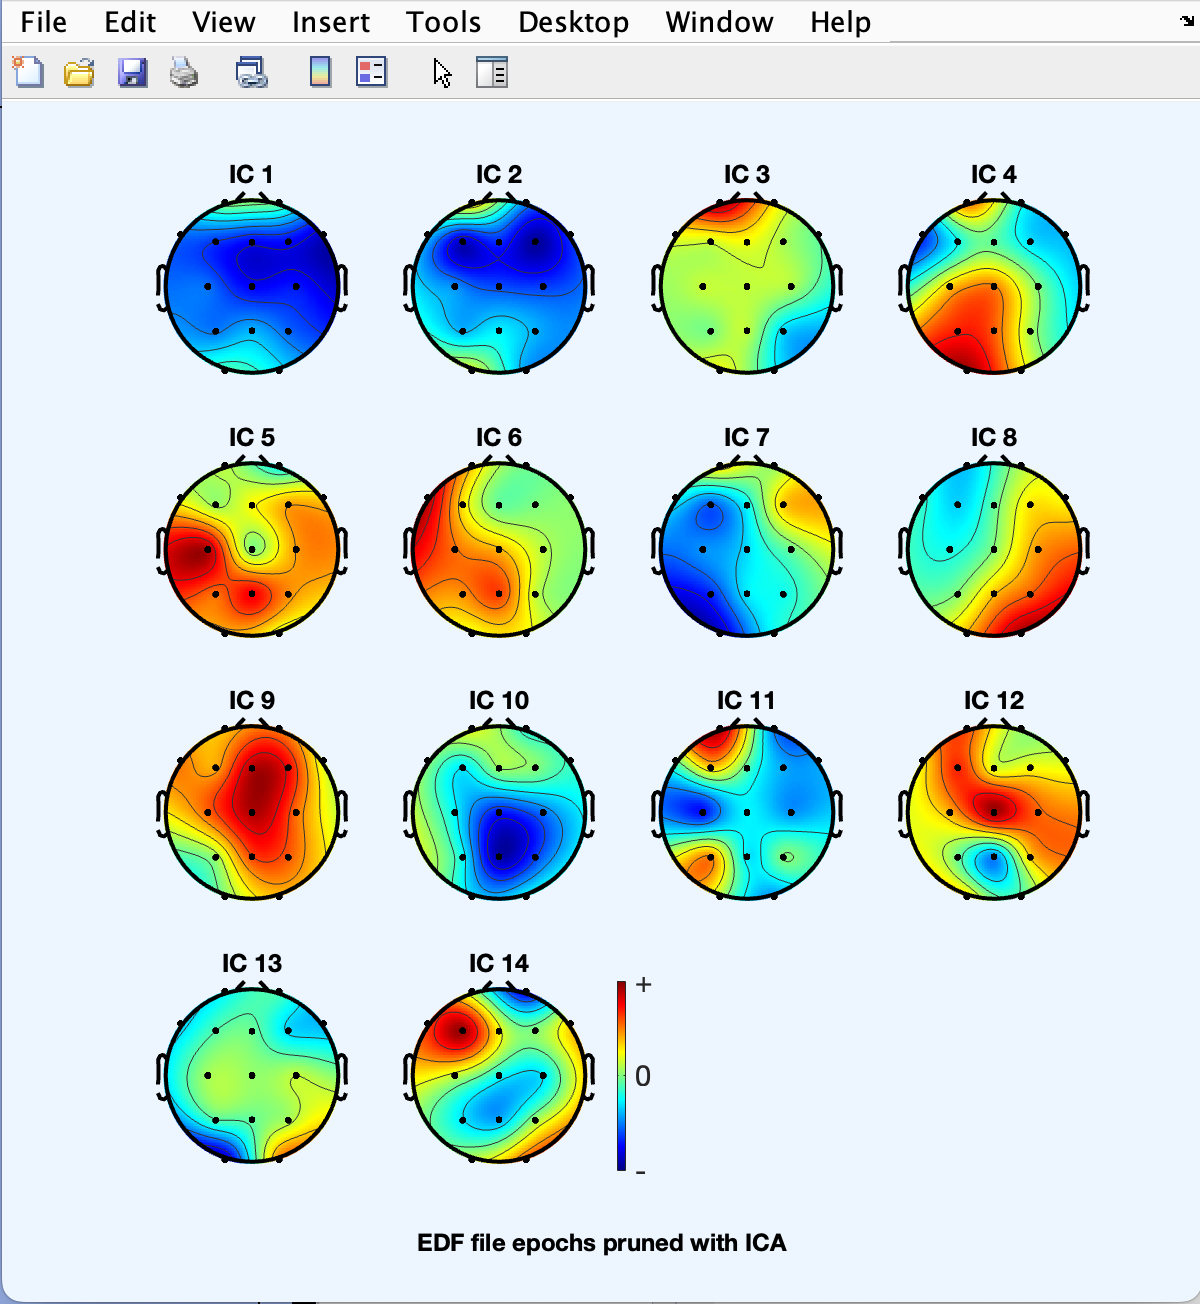 File Edit View Insert Tools Desktop Window Help
IC 1 IC 2 IC 3 IC 4
IC 5 IC 6 IC 7 IC 8
IC 9 IC 10 IC 11 IC 12
IC 13 IC 14
+
0
-
EDF file epochs pruned with ICA